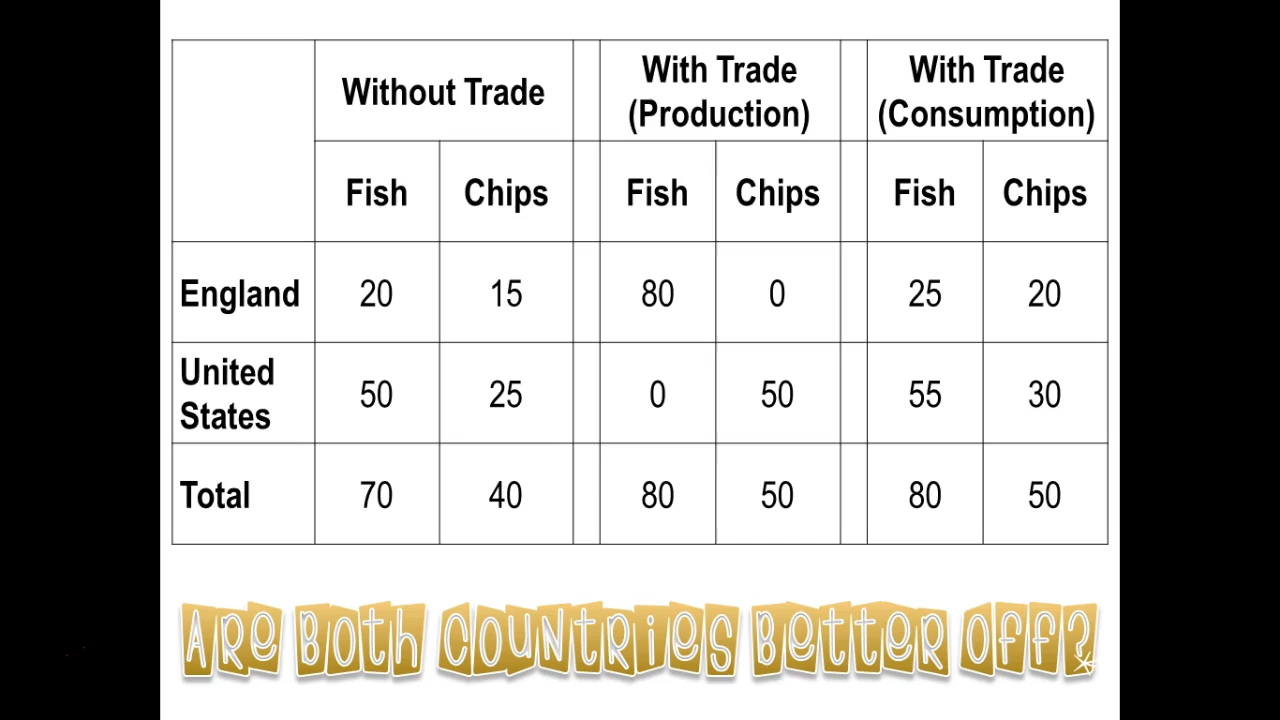 Without Trade
With Trade
(Production)
With Trade
(Consumption)
Fish Chips Fish Chips Fish Chips
England 20 15 80 0 25 20
United
States 50 25 0 50 55 30
Total 70 40 80 50 80 50
Are Both Countries Better Off?